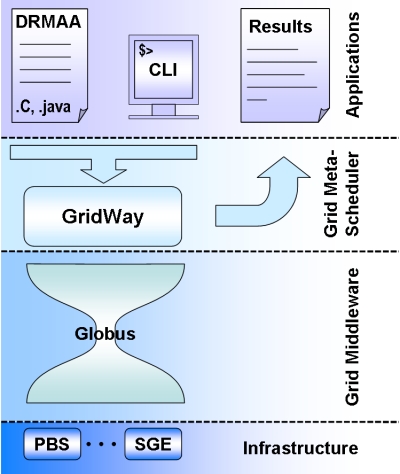 DRMAA
.C, .java
$>
CLI
Results
Applications
GridWay
Grid Meta-
Scheduler
Globus
Grid Middleware
PBS
• • •
SGE
Infrastructure